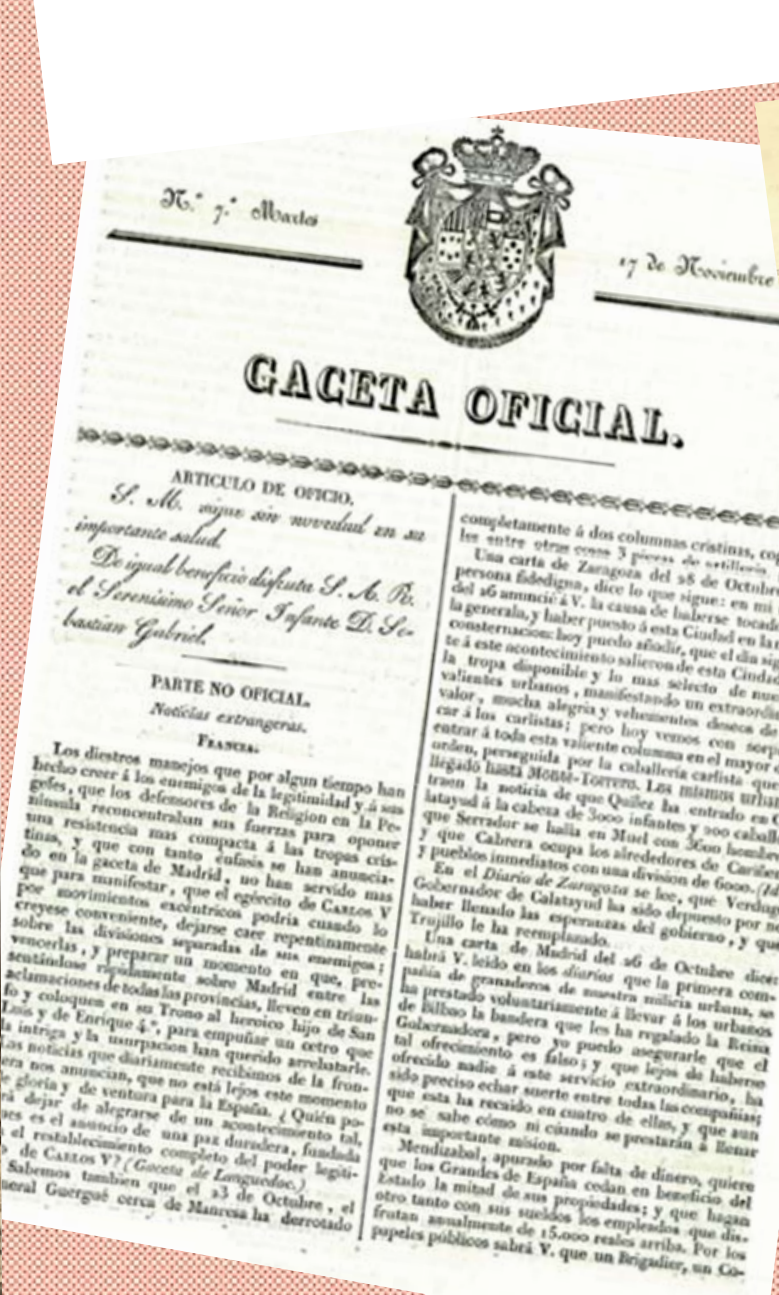 N.º 7.º Martes
17 de Noviembre
GACETA OFICIAL.
ARTICULO DE OFICIO.
S. M. sigue sin novedad en su
importante salud.
De igual beneficio disfruta S. A. R.
el Serenisimo Señor Infante D. Se-
bastian Gabriel.
PARTE NO OFICIAL.
Noticias extrangeras.
FRANCIA.
Los diestros manejos que por algun tiempo han
hecho creer á los enemigos de la legitimidad y á sus
gefes, que los defensores de la Religion en la Pe-
nínsula reconcentraban sus fuerzas para oponer
una resistencia mas compacta á las tropas cris-
tinas, y que con tanto énfasis se han anuncia-
do en la gaceta de Madrid, no han servido mas
que para manifestar, que el egército de CARLOS V
por movimientos excéntricos podria cuando lo
creyese conveniente, dejarse caer repentinamente
sobre las divisiones separadas de sus enemigos;
vencerlas, y preparar un momento en que, pre-
sentándose rápidamente sobre Madrid entre las
aclamaciones de todas las provincias, lleven en triun-
fo y coloquen en su Trono al heroico hijo de San
Luis y de Enrique 4.º, para empuñar un cetro que
la intriga y la usurpacion han querido arrebatarle.
as noticias que diariamente recibimos de la fron-
era nos anuncian, que no está lejos este momento
e gloria y de ventura para la España. ¿Quién po-
rá dejar de alegrarse de un acontecimiento tal,
ues es el anuncio de una paz duradera, fundada
el restablecimiento completo del poder legíti-
o de CARLOS V? (Gaceta de Languedoc.)
Sabemos tambien que el 23 de Octubre, el
neral Guergué cerca de Manresa ha derrotado
completamente á dos columnas cristinas, cog
les entre otras cosas 3 piezas de artillería.
Una carta de Zaragoza del 28 de Octubre
persona fidedigna, dice lo que sigue: en mi
del 26 anuncié á V. la causa de haberse tocado
la generala, y haber puesto á esta Ciudad en la
consternacion: hoy puedo añadir, que el dia si
te á este acontecimiento salieron de esta Ciudad
la tropa disponible y lo mas selecto de nue
valientes urbanos, manifestando un extraordi
valor, mucha alegria y vehementes deseos de
car á los carlistas; pero hoy vemos con sorp
entrar á toda esta valiente columna en el mayor
orden, perseguida por la caballería carlista que
llegado hasta Monte-Torrero. Los mismos urba
traen la noticia de que Quilez ha entrado en
latayud á la cabeza de 3000 infantes y 200 caball
que Serrador se halla en Muel con 3600 hombre
y que Cabrera ocupa los alrededores de Cariñe
y pueblos inmediatos con una division de 6000.
En el Diario de Zaragoza se lee, que Verdug
Gobernador de Calatayud ha sido depuesto por no
haber llenado las esperanzas del gobierno, y que
Trujillo le ha reemplazado.
Una carta de Madrid del 26 de Octubre dice:
habrá V. leido en los diarios que la primera com-
pañía de granaderos de nuestra milicia urbana, se
ha prestado voluntariamente á llevar á los urbanos
de Bilbao la bandera que les ha regalado la Reina
Gobernadora, pero yo puedo asegurarle que el
tal ofrecimiento es falso; y que lejos de haberse
ofrecido nadie á este servicio extraordinario, ha
sido preciso echar suerte entre todas las compañias;
que esta ha recaido en cuatro de ellas, y que aun
no se sabe cómo ni cúando se prestarán á llenar
esta importante mision.
Mendizabal, apurado por falta de dinero, quiere
que los Grandes de España cedan en beneficio del
Estado la mitad de sus propiedades; y que hagan
otro tanto con sus sueldos los empleados que dis-
frutan anualmente de 15.000 reales arriba. Por los
papeles públicos sabrá V. que un Brigadier, un Co-